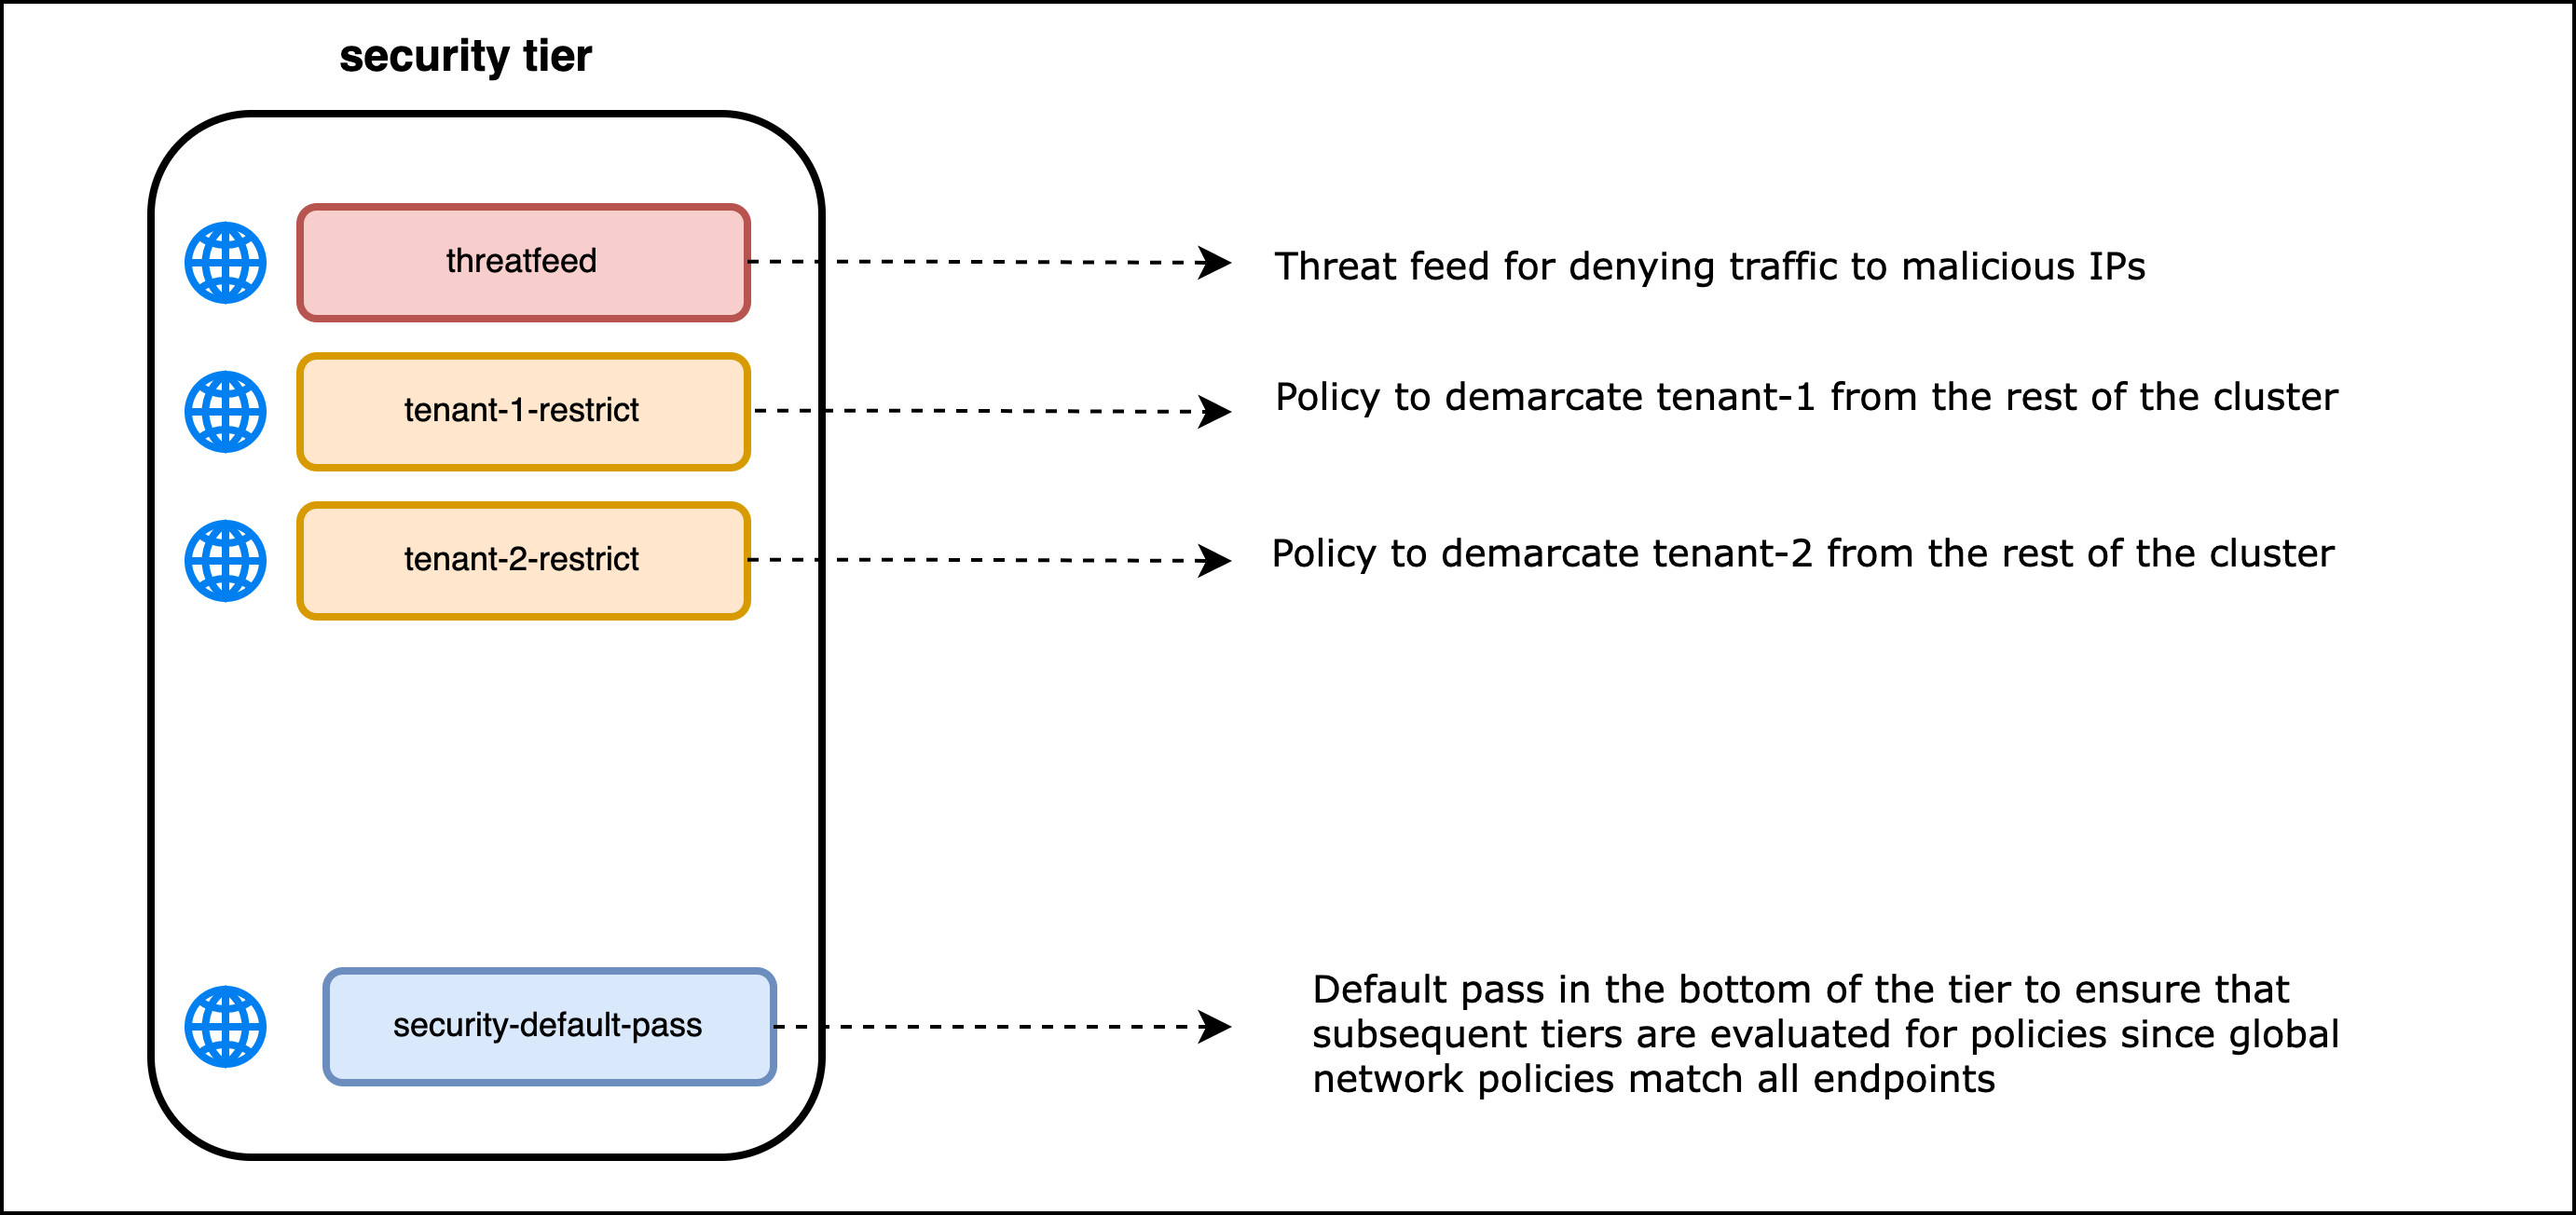 security tier
threatfeed
Threat feed for denying traffic to malicious IPs
tenant-1-restrict
Policy to demarcate tenant-1 from the rest of the cluster
tenant-2-restrict
Policy to demarcate tenant-2 from the rest of the cluster
security-default-pass
Default pass in the bottom of the tier to ensure that
subsequent tiers are evaluated for policies since global
network policies match all endpoints